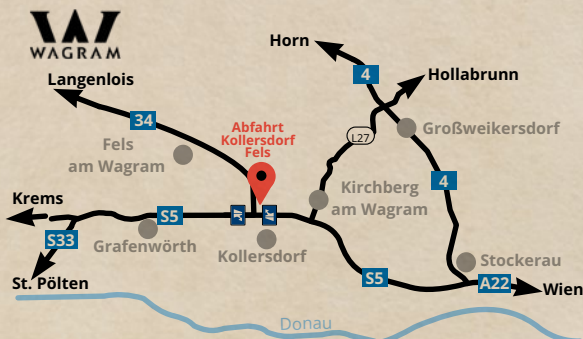 WAGRAM
Horn
Langenlois
4
Hollabrunn
34
Abfahrt
Kollersdorf
Fels
L27
Großweikersdorf
Fels
am Wagram
4
Kirchberg
am Wagram
Krems
S5
S33
Grafenwörth
Kollersdorf
Stockerau
St. Pölten
S5
A22
Wien
Donau